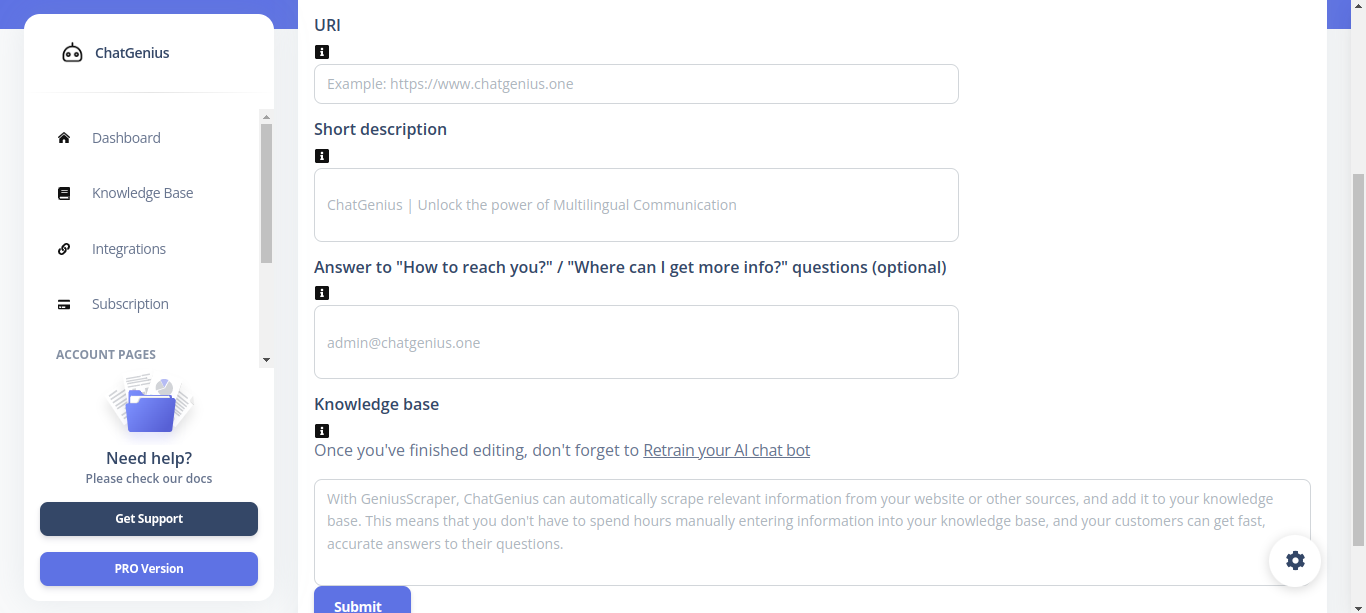 ChatGenius
Dashboard
Knowledge Base
Integrations
Subscription
ACCOUNT PAGES
Need help?
Please check our docs
Get Support
PRO Version
URI
Example: https://www.chatgenius.one
Short description
ChatGenius | Unlock the power of Multilingual Communication
Answer to "How to reach you?" / "Where can I get more info?" questions (optional)
admin@chatgenius.one
Knowledge base
Once you've finished editing, don't forget to Retrain your AI chat bot
With GeniusScraper, ChatGenius can automatically scrape relevant information from your website or other sources, and add it to your knowledge
base. This means that you don't have to spend hours manually entering information into your knowledge base, and your customers can get fast,
accurate answers to their questions.
Submit